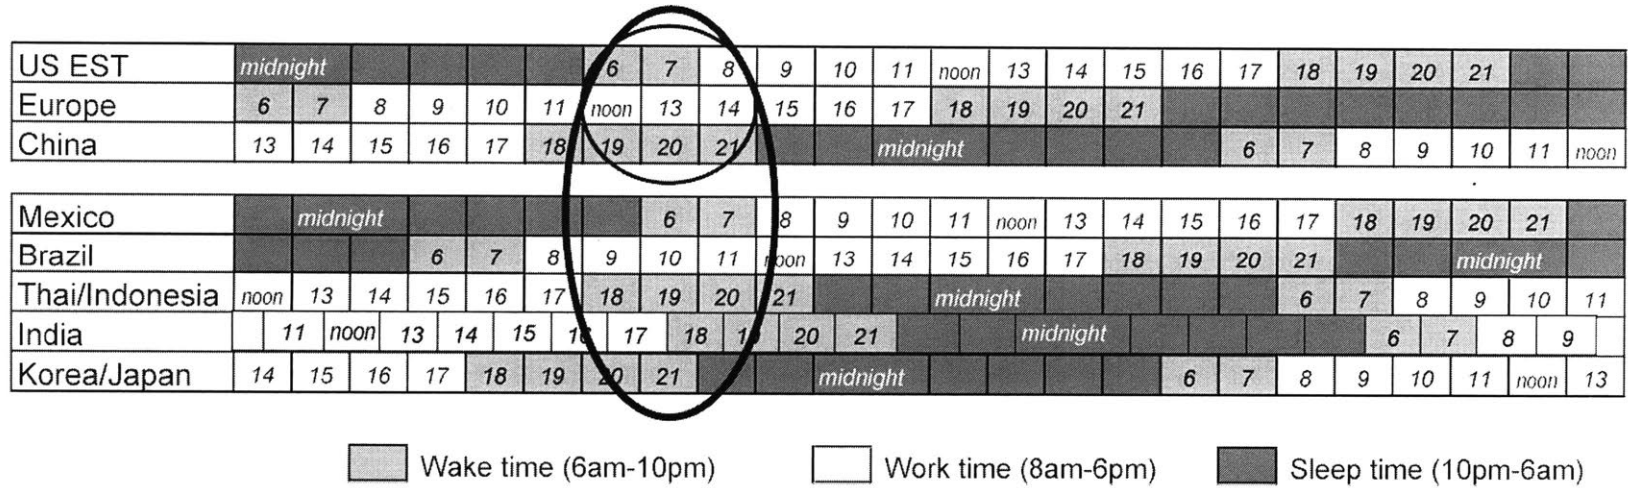 US EST midnight 6 7 8 9 10 11 noon 13 14 15 16 17 18 19 20 21
Europe 6 7 8 9 10 11 noon 13 14 15 16 17 18 19 20 21
China 13 14 15 16 17 18 19 20 21 midnight 6 7 8 9 10 11 noon
Mexico midnight 6 7 8 9 10 11 noon 13 14 15 16 17 18 19 20 21
Brazil 6 7 8 9 10 11 noon 13 14 15 16 17 18 19 20 21 midnight
Thai/Indonesia noon 13 14 15 16 17 18 19 20 21 midnight 6 7 8 9 10 11
India 11 noon 13 14 15 16 17 18 19 20 21 midnight 6 7 8 9
Korea/Japan 14 15 16 17 18 19 20 21 midnight 6 7 8 9 10 11 noon 13
Wake time (6am-10pm) Work time (8am-6pm) Sleep time (10pm-6am)